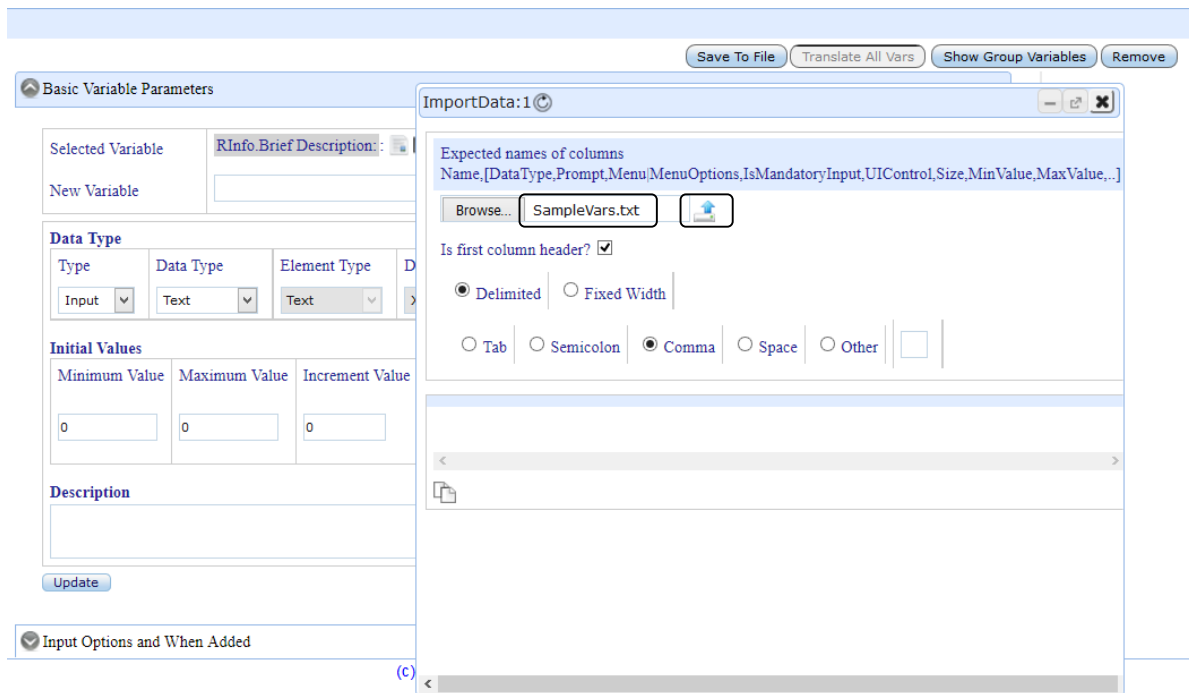 Save To File Translate All Vars Show Group Variables Remove
Basic Variable Parameters
Selected Variable RInfo.Brief Description: :
New Variable
Data Type
Type Data Type Element Type D
Input Text Text
Initial Values
Minimum Value Maximum Value Increment Value
0 0 0
Description
Update
Input Options and When Added
(C)
ImportData:1
Expected names of columns
Name,[DataType,Prompt,Menu|MenuOptions,IsMandatoryInput,UIControl,Size,MinValue,MaxValue,..]
Browse... SampleVars.txt
Is first column header?
Delimited Fixed Width
Tab Semicolon Comma Space Other